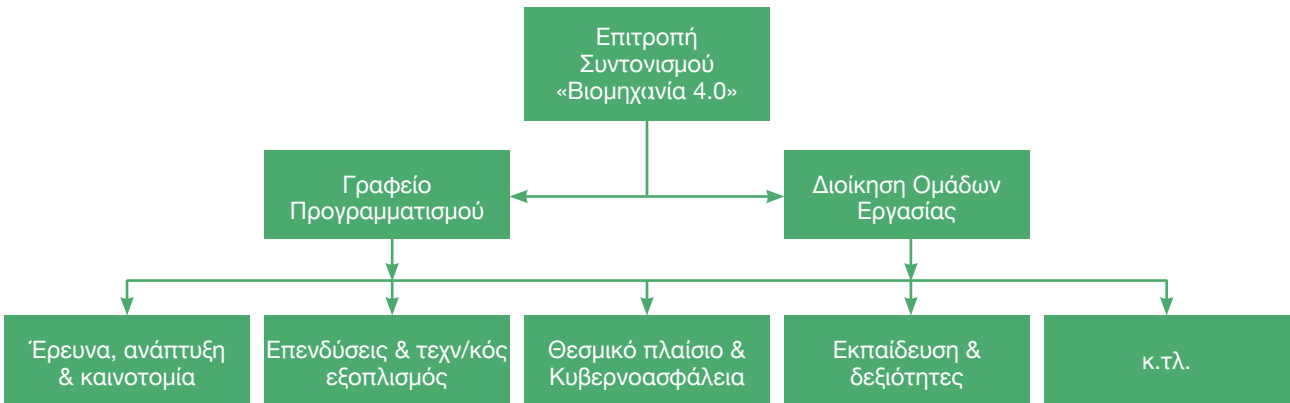 Επιτροπή
Συντονισμού
«Βιομηχανία 4.0»
Γραφείο
Προγραμματισμού
Διοίκηση Ομάδων
Εργασίας
Έρευνα, ανάπτυξη
& καινοτομία
Επενδύσεις & τεχν/κός
εξοπλισμός
Θεσμικό πλαίσιο &
Κυβερνοασφάλεια
Εκπαίδευση &
δεξιότητες
κ.τλ.